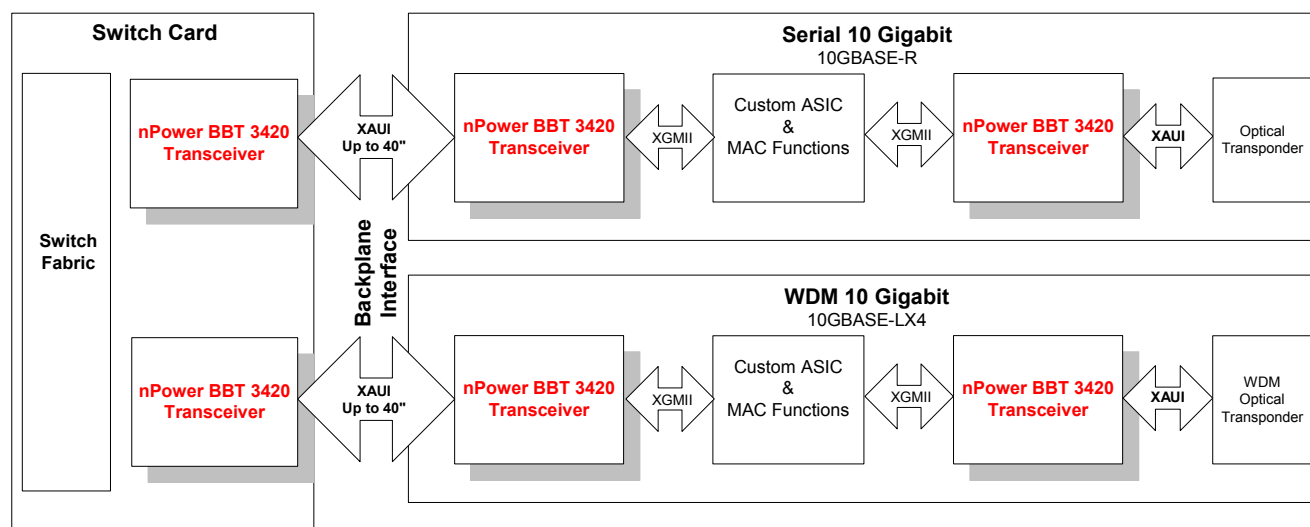 Switch Card
Switch
Fabric
nPower BBT 3420
Transceiver
nPower BBT 3420
Transceiver
XAUI
Up to 40"
Backplane
Interface
XAUI
Up to 40"
Serial 10 Gigabit
10GBASE-R
nPower BBT 3420
Transceiver
XGMII
Custom ASIC
&
MAC Functions
XGMII
nPower BBT 3420
Transceiver
XAUI
Optical
Transponder
WDM 10 Gigabit
10GBASE-LX4
nPower BBT 3420
Transceiver
XGMII
Custom ASIC
&
MAC Functions
XGMII
nPower BBT 3420
Transceiver
XAUI
WDM
Optical
Transponder